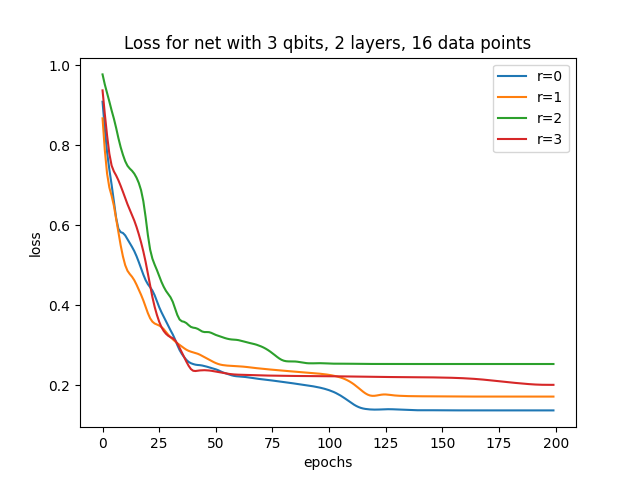 Loss for net with 3 qbits, 2 layers, 16 data points
r=0
r=1
r=2
r=3
loss
1.0
0.8
0.6
0.4
0.2
0 25 50 75 100 125 150 175 200
epochs